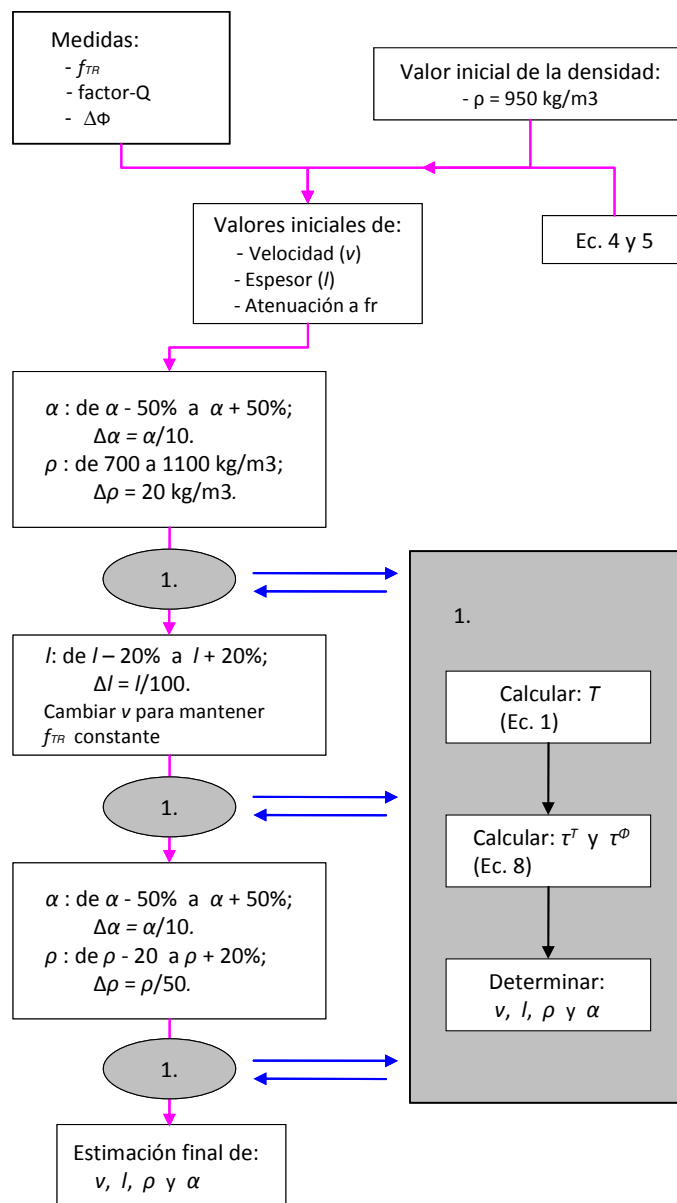 Medidas:
- fTR
- factor-Q
- ΔΦ
Valor inicial de la densidad:
- ρ = 950 kg/m3
Valores iniciales de:
- Velocidad (v)
- Espesor (l)
- Atenuación a fr
Ec. 4 y 5
α : de α - 50% a α + 50%;
Δα = α/10.
ρ : de 700 a 1100 kg/m3;
Δρ = 20 kg/m3.
1.
l: de l – 20% a l + 20%;
Δl = l/100.
Cambiar v para mantener
fTR constante
1.
α : de α - 50% a α + 50%;
Δα = α/10.
ρ : de ρ - 20 a ρ + 20%;
Δρ = ρ/50.
1.
Estimación final de:
v, l, ρ y α
1.
Calcular: T
(Ec. 1)
Calcular: τᵀ y τᶲ
(Ec. 8)
Determinar:
v, l, ρ y α